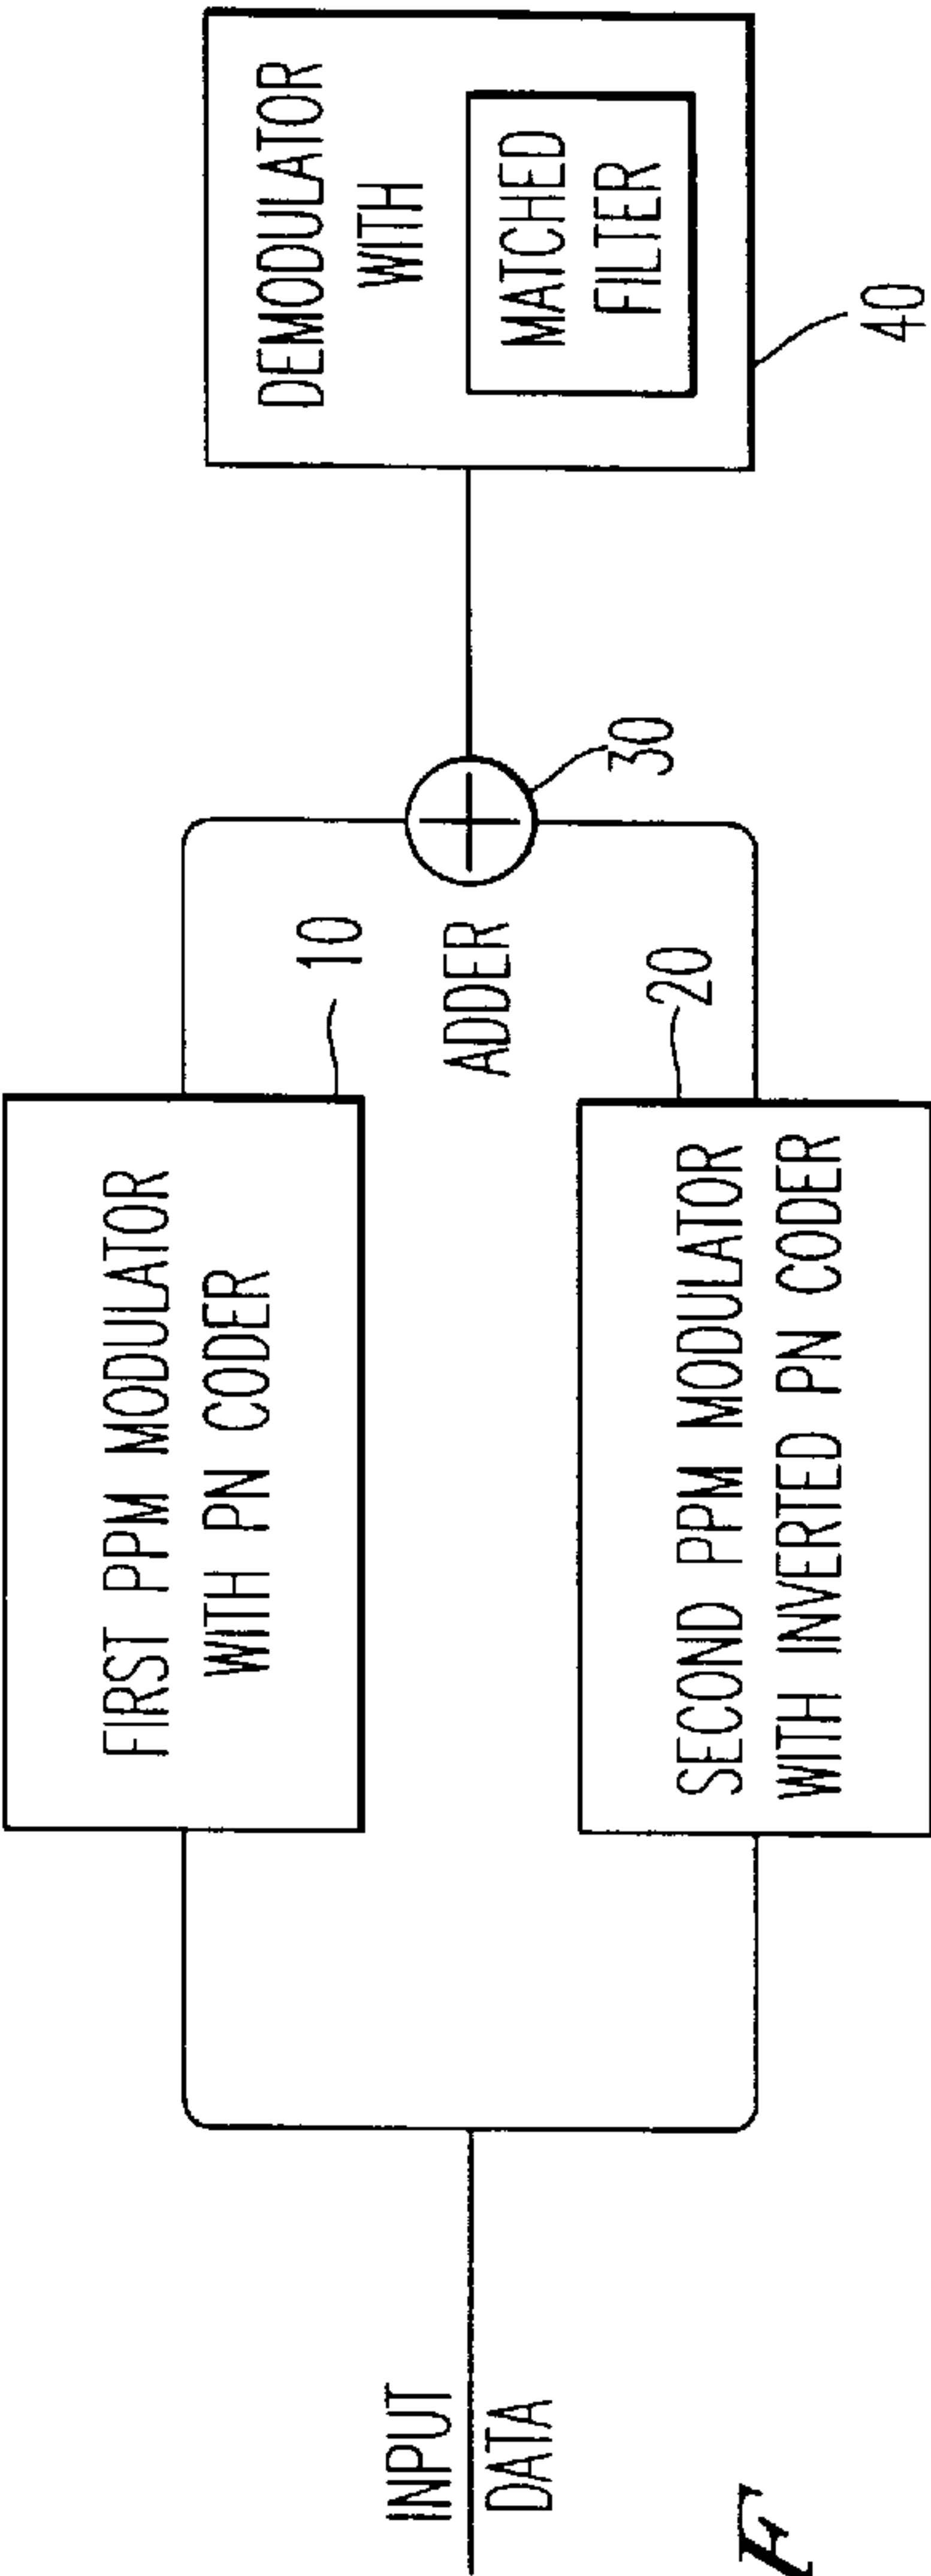 INPUT
DATA
FIRST PPM MODULATOR
WITH PN CODER
10
SECOND PPM MODULATOR
WITH INVERTED PN CODER
20
ADDER
30
DEMODULATOR
WITH
MATCHED
FILTER
40
F